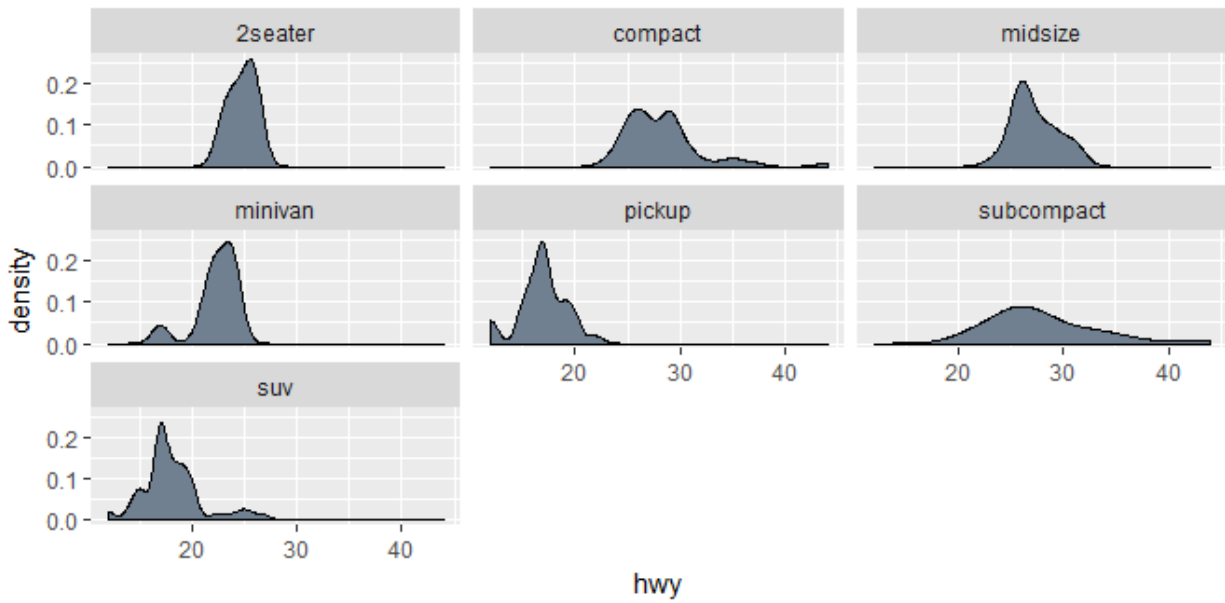 2seater compact midsize
0.2
0.1
0.0
minivan pickup subcompact
0.2
0.1
0.0
20 30 40 20 30 40
suv
0.2
0.1
0.0
20 30 40
density
hwy